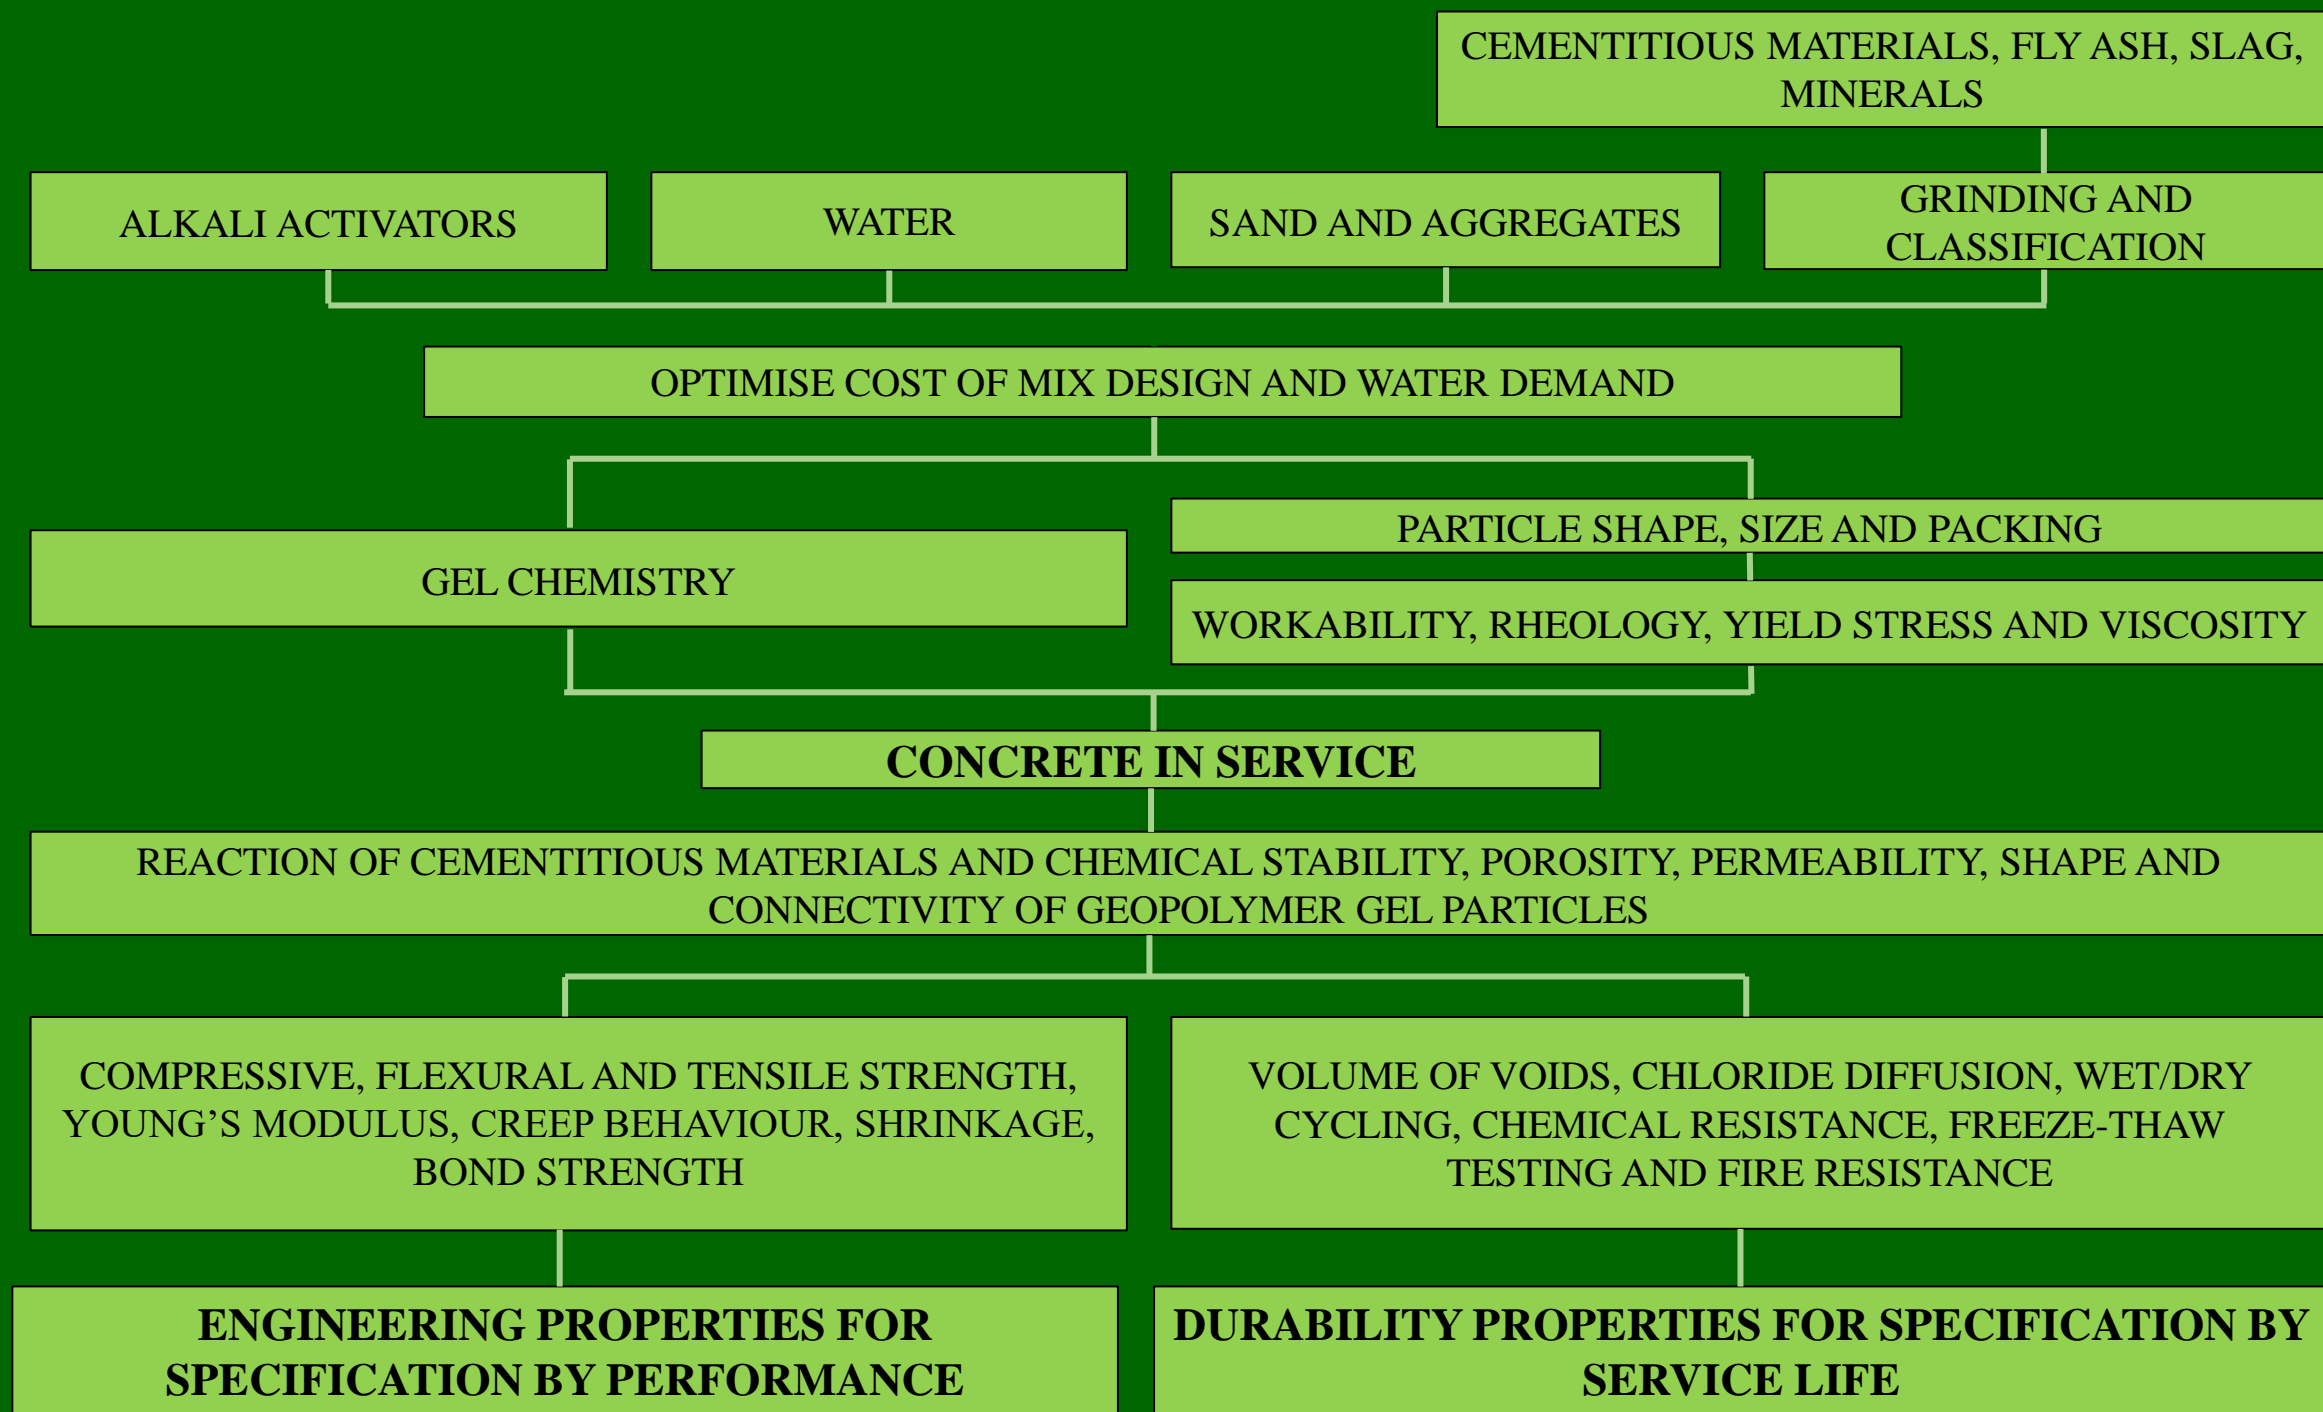 CEMENTITIOUS MATERIALS, FLY ASH, SLAG,
MINERALS
ALKALI ACTIVATORS
WATER
SAND AND AGGREGATES
GRINDING AND
CLASSIFICATION
OPTIMISE COST OF MIX DESIGN AND WATER DEMAND
GEL CHEMISTRY
PARTICLE SHAPE, SIZE AND PACKING
WORKABILITY, RHEOLOGY, YIELD STRESS AND VISCOSITY
CONCRETE IN SERVICE
REACTION OF CEMENTITIOUS MATERIALS AND CHEMICAL STABILITY, POROSITY, PERMEABILITY, SHAPE AND
CONNECTIVITY OF GEOPOLYMER GEL PARTICLES
COMPRESSIVE, FLEXURAL AND TENSILE STRENGTH,
YOUNG’S MODULUS, CREEP BEHAVIOUR, SHRINKAGE,
BOND STRENGTH
VOLUME OF VOIDS, CHLORIDE DIFFUSION, WET/DRY
CYCLING, CHEMICAL RESISTANCE, FREEZE-THAW
TESTING AND FIRE RESISTANCE
ENGINEERING PROPERTIES FOR
SPECIFICATION BY PERFORMANCE
DURABILITY PROPERTIES FOR SPECIFICATION BY
SERVICE LIFE